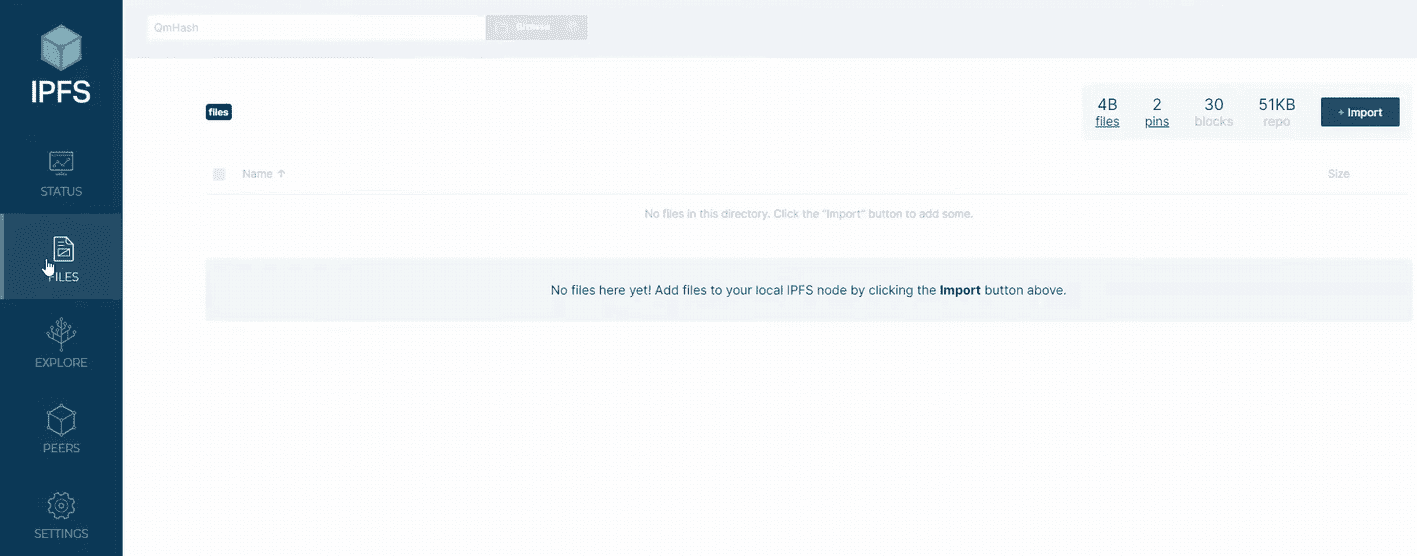 IPFS
STATUS
FILES
EXPLORE
PEERS
SETTINGS
QmHash
Browse
files
4B 2 30 51KB
files pins blocks repo
+ Import
Name ↑ Size
No files in this directory. Click the "Import" button to add some.
No files here yet! Add files to your local IPFS node by clicking the Import button above.